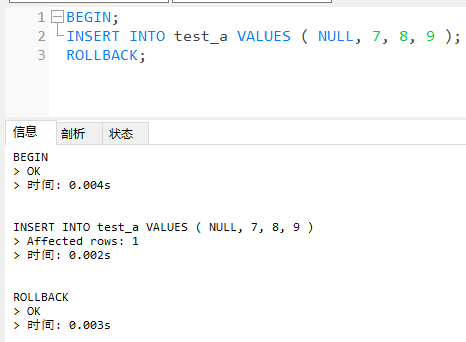 1 BEGIN;
2 INSERT INTO test_a VALUES ( NULL, 7, 8, 9 );
3 ROLLBACK;
信息 剖析 状态
BEGIN
> OK
> 时间: 0.004s
INSERT INTO test_a VALUES ( NULL, 7, 8, 9 )
> Affected rows: 1
> 时间: 0.002s
ROLLBACK
> OK
> 时间: 0.003s